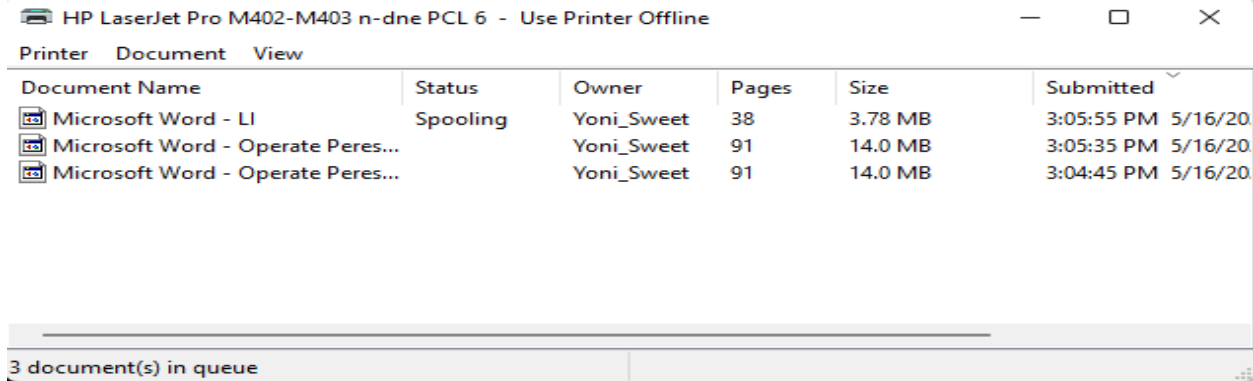 HP LaserJet Pro M402-M403 n-dne PCL 6 - Use Printer Offline
Printer Document View
Document Name Status Owner Pages Size Submitted
Microsoft Word - LI Spooling Yoni_Sweet 38 3.78 MB 3:05:55 PM 5/16/20
Microsoft Word - Operate Peres... Yoni_Sweet 91 14.0 MB 3:05:35 PM 5/16/20
Microsoft Word - Operate Peres... Yoni_Sweet 91 14.0 MB 3:04:45 PM 5/16/20
3 document(s) in queue